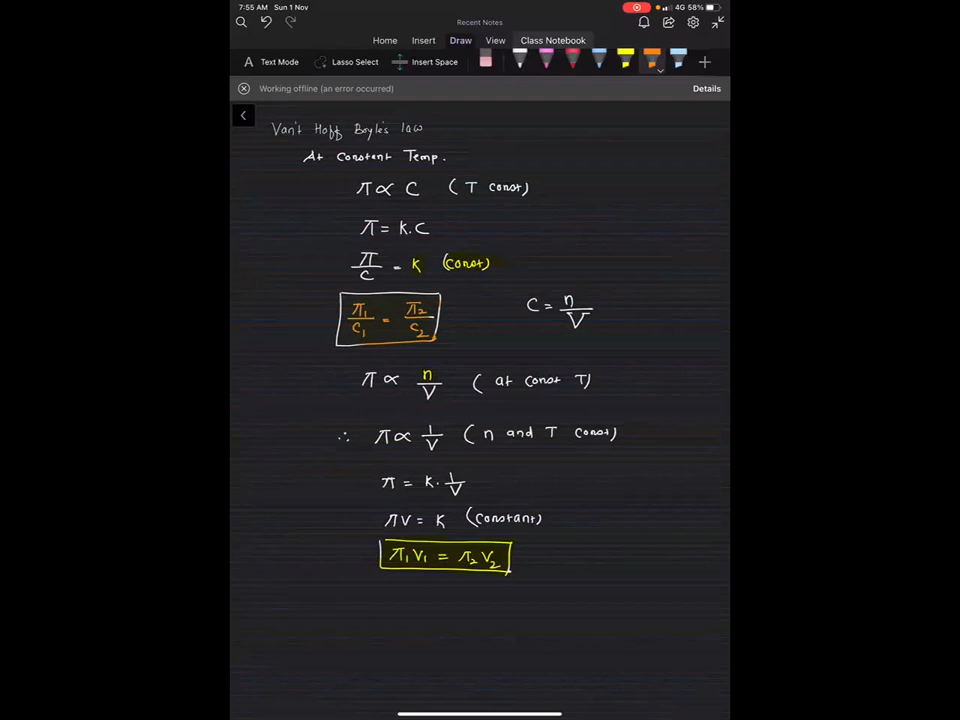 7:55 AM Sun 1 Nov 4G 58%
Recent Notes
Home Insert Draw View Class Notebook
Text Mode Lasso Select Insert Space
Working offline (an error occurred) Details
Van't Hoff Boyle's law
At Constant Temp.
π ∝ C (T const)
π = K.C
π/C = K (const)
π₁/C₁ = π₂/C₂ C = n/V
π ∝ n/V (at const T)
∴ π ∝ 1/V (n and T const)
π = K · 1/V
πV = K (constant)
π₁V₁ = π₂V₂